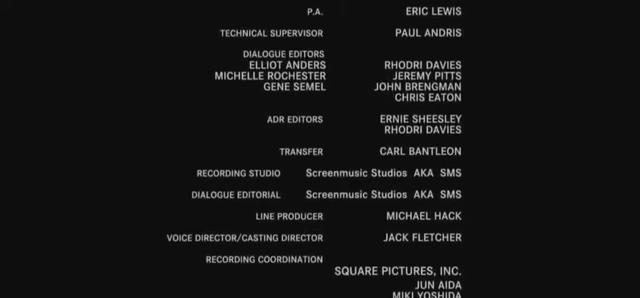 P.A. ERIC LEWIS
TECHNICAL SUPERVISOR PAUL ANDRIS
DIALOGUE EDITORS
ELLIOT ANDERS RHODRI DAVIES
MICHELLE ROCHESTER JEREMY PITTS
GENE SEMEL JOHN BRENGMAN
CHRIS EATON
ADR EDITORS ERNIE SHEESLEY
RHODRI DAVIES
TRANSFER CARL BANTLEON
RECORDING STUDIO Screenmusic Studios AKA SMS
DIALOGUE EDITORIAL Screenmusic Studios AKA SMS
LINE PRODUCER MICHAEL HACK
VOICE DIRECTOR/CASTING DIRECTOR JACK FLETCHER
RECORDING COORDINATION
SQUARE PICTURES, INC.
JUN AIDA
MIKI YOSHIDA